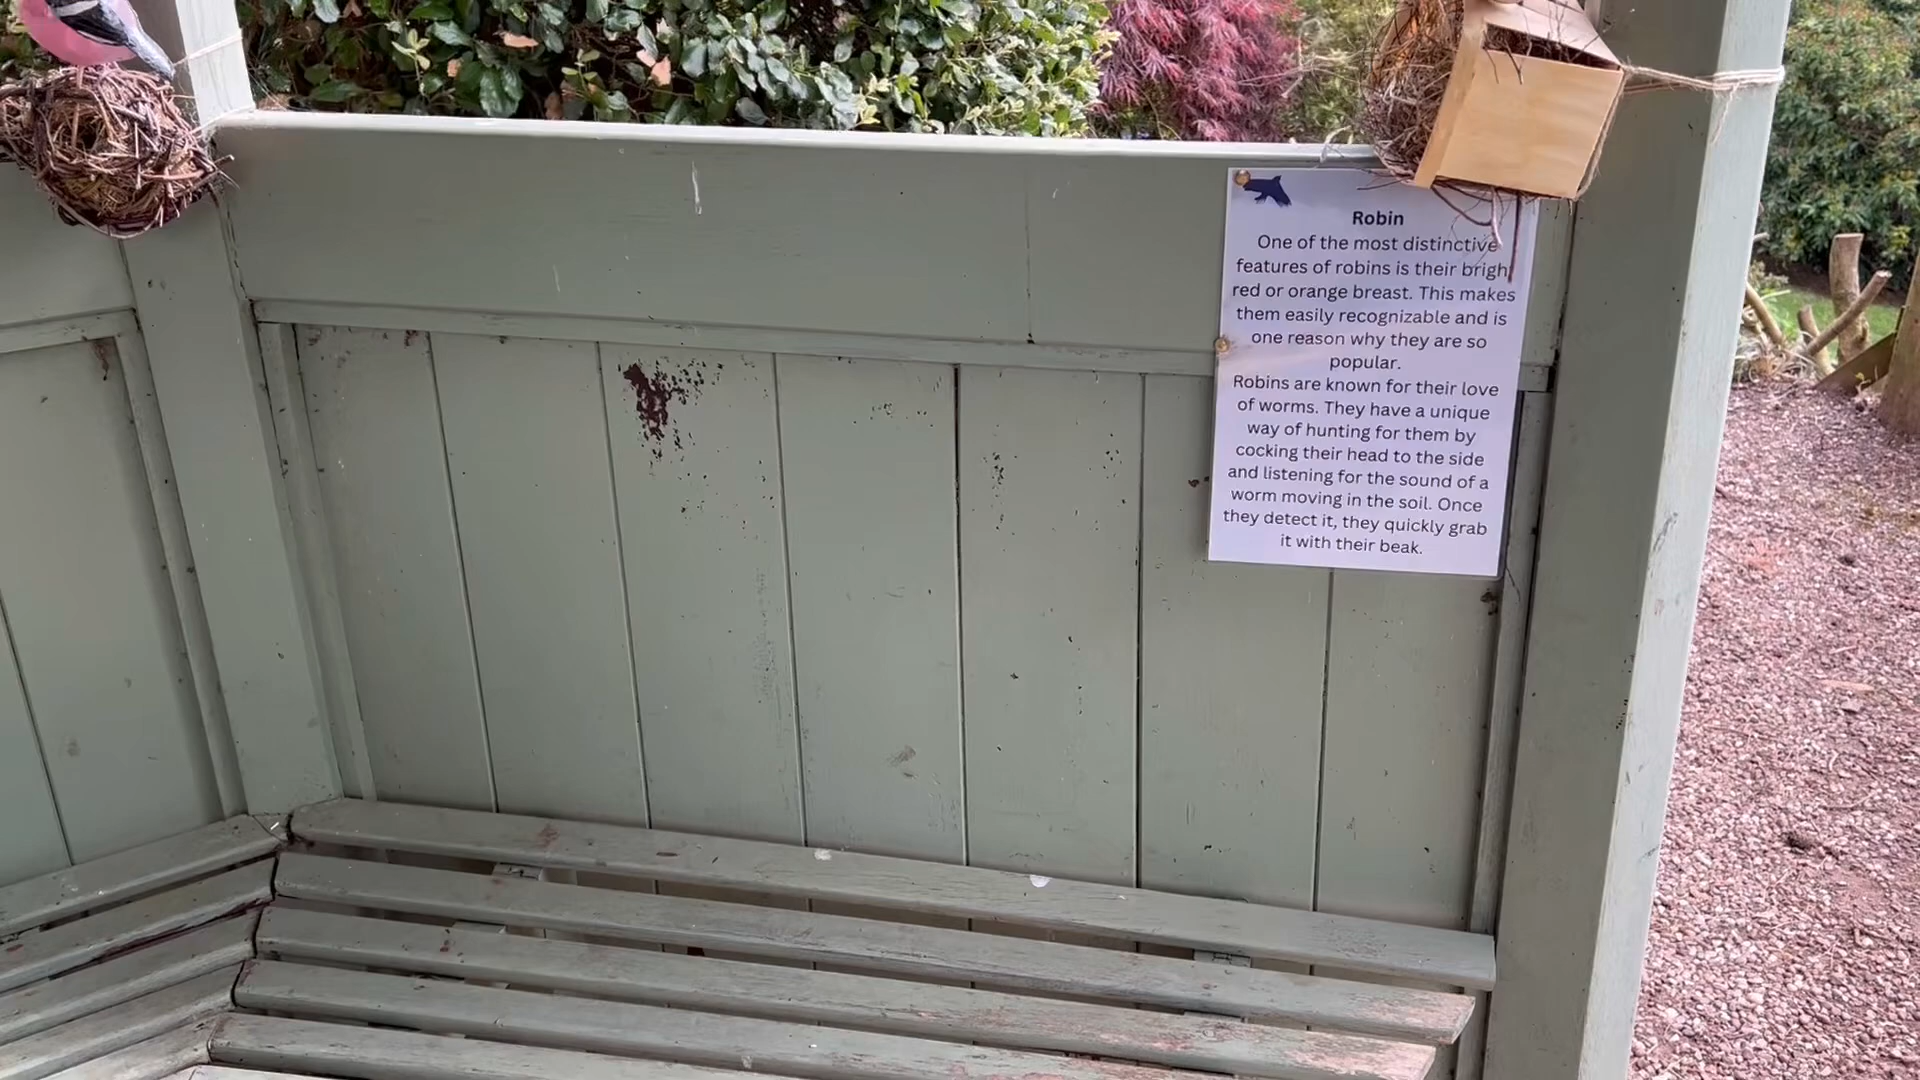 Robin
One of the most distinctive
features of robins is their brigh
red or orange breast. This makes
them easily recognizable and is
one reason why they are so
popular.
Robins are known for their love
of worms. They have a unique
way of hunting for them by
cocking their head to the side
and listening for the sound of a
worm moving in the soil. Once
they detect it, they quickly grab
it with their beak.